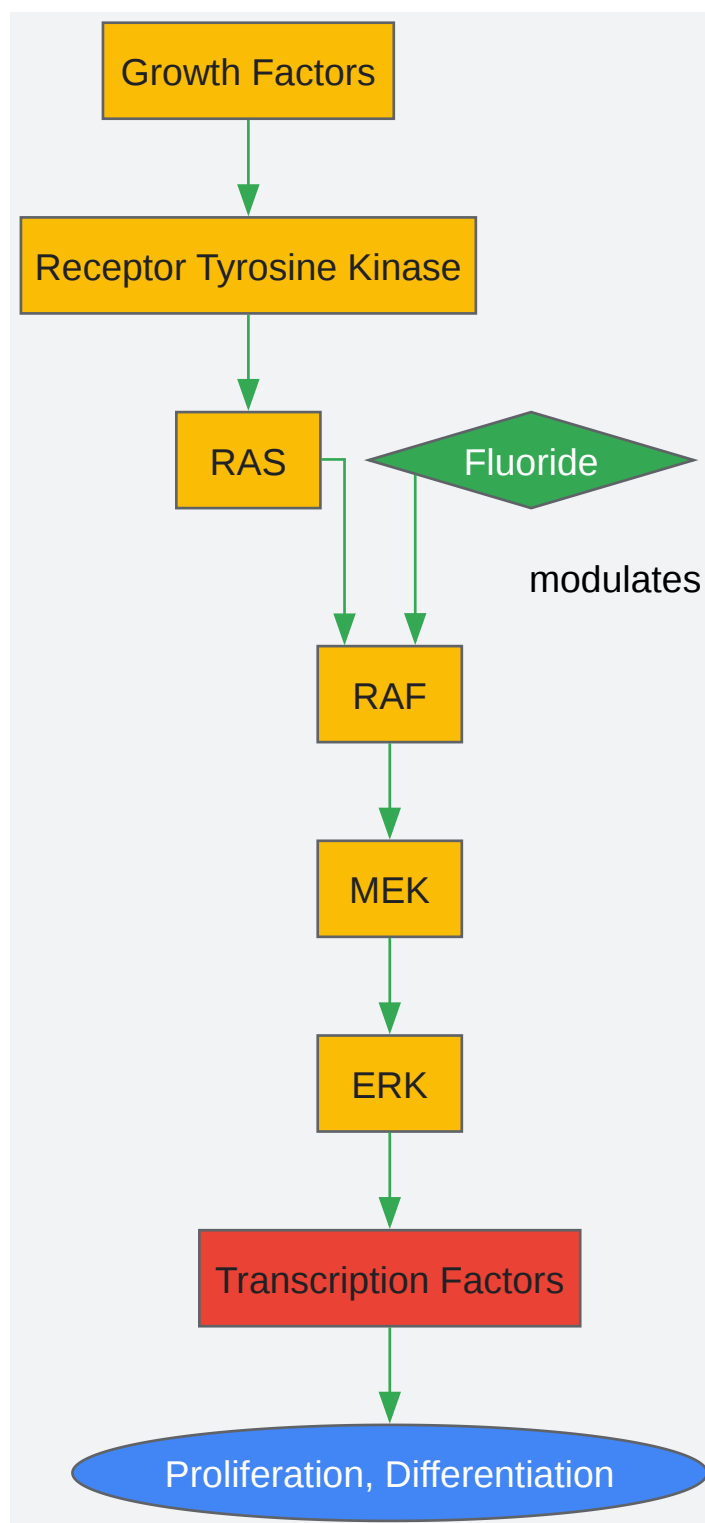 Growth Factors
Receptor Tyrosine Kinase
RAS
Fluoride
modulates
RAF
MEK
ERK
Transcription Factors
Proliferation, Differentiation